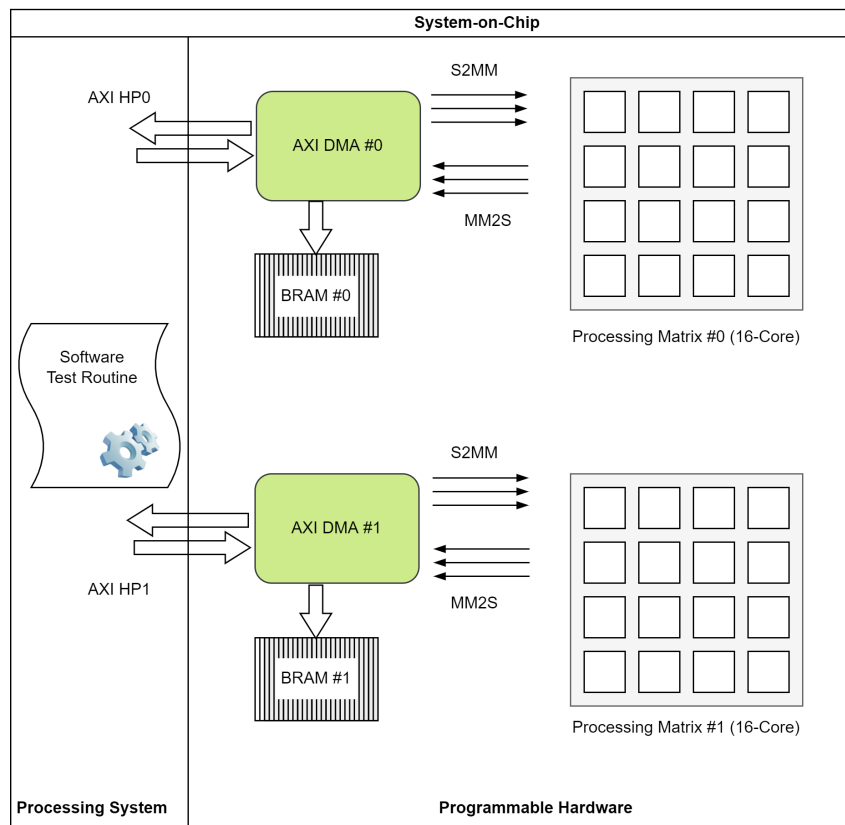 System-on-Chip
S2MM
AXI HP0
AXI DMA #0
MM2S
BRAM #0
Processing Matrix #0 (16-Core)
Software
Test Routine
S2MM
AXI DMA #1
AXI HP1
MM2S
BRAM #1
Processing Matrix #1 (16-Core)
Processing System
Programmable Hardware